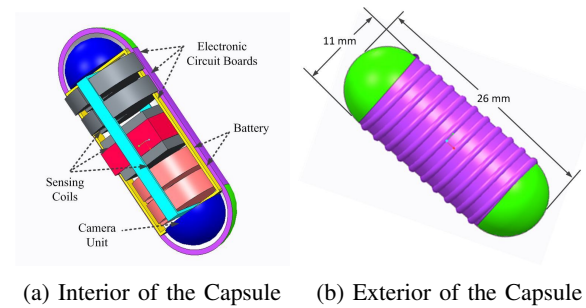 Electronic
Circuit Boards
Battery
Sensing
Coils
Camera
Unit
11 mm
26 mm
(a) Interior of the Capsule
(b) Exterior of the Capsule